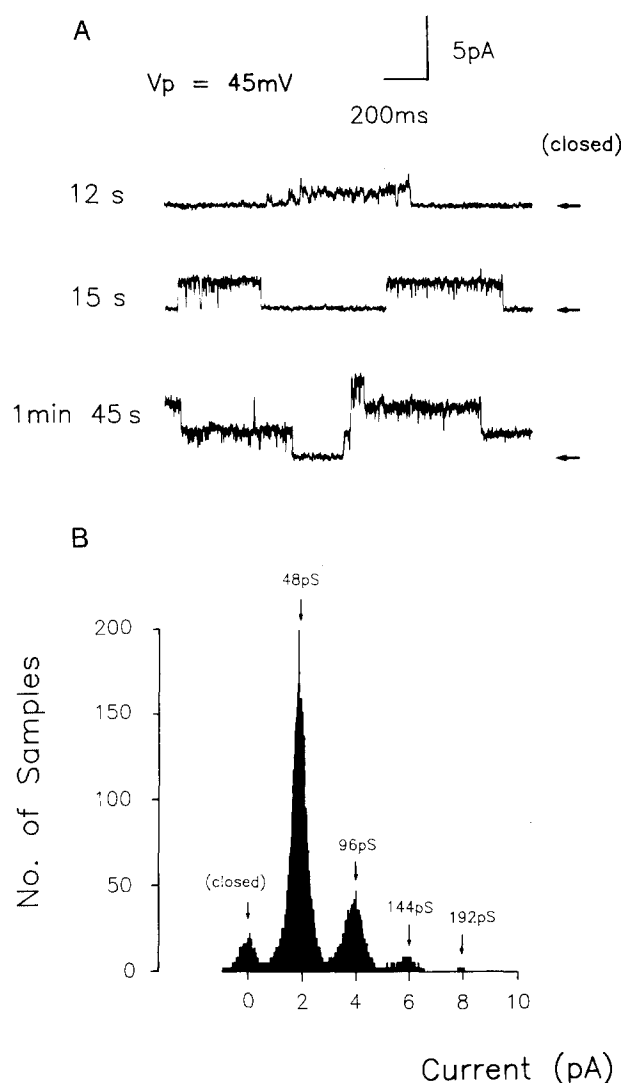 A
5pA
Vp = 45mV
200ms
(closed)
12 s
15 s
1min 45s
B
48pS
200
150
100
50
0
No. of Samples
(closed)
96pS
144pS
192pS
0 2 4 6 8 10
Current (pA)